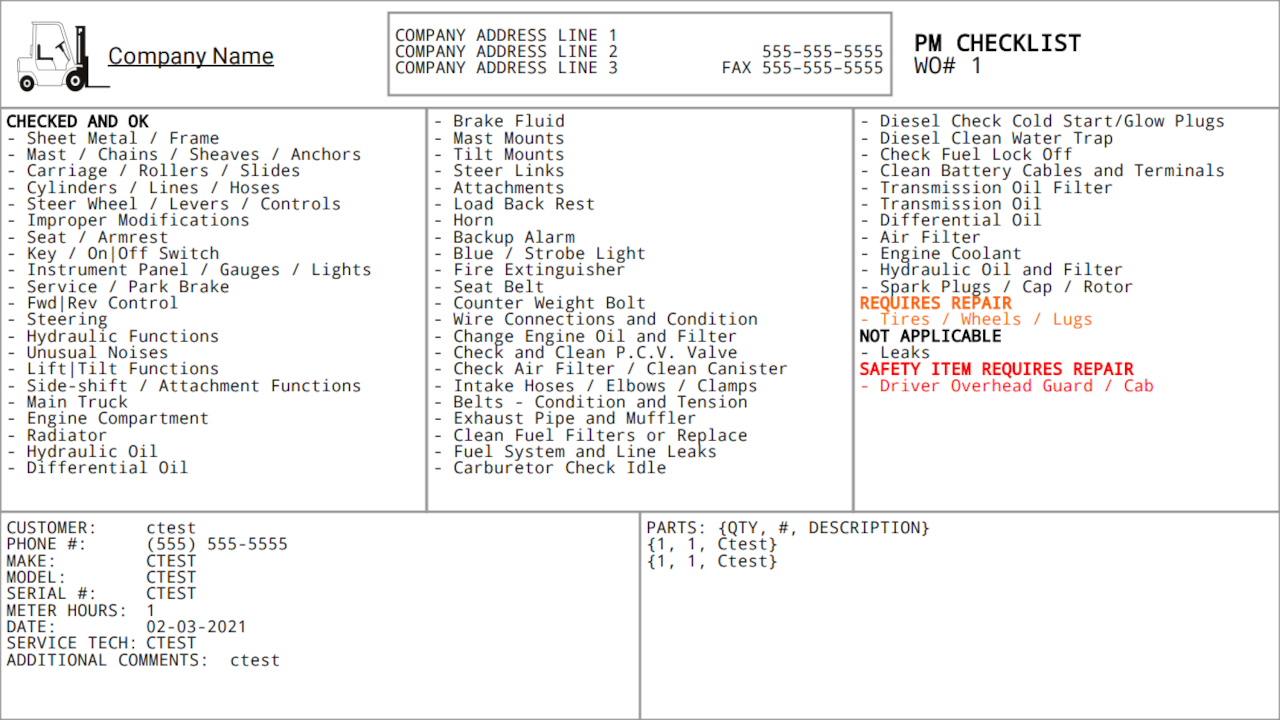 Company Name
COMPANY ADDRESS LINE 1
COMPANY ADDRESS LINE 2 555-555-5555
COMPANY ADDRESS LINE 3 FAX 555-555-5555
PM CHECKLIST
WO# 1
CHECKED AND OK
- Sheet Metal / Frame
- Mast / Chains / Sheaves / Anchors
- Carriage / Rollers / Slides
- Cylinders / Lines / Hoses
- Steer Wheel / Levers / Controls
- Improper Modifications
- Seat / Armrest
- Key / On|Off Switch
- Instrument Panel / Gauges / Lights
- Service / Park Brake
- Fwd|Rev Control
- Steering
- Hydraulic Functions
- Unusual Noises
- Lift|Tilt Functions
- Side-shift / Attachment Functions
- Main Truck
- Engine Compartment
- Radiator
- Hydraulic Oil
- Differential Oil
- Brake Fluid
- Mast Mounts
- Tilt Mounts
- Steer Links
- Attachments
- Load Back Rest
- Horn
- Backup Alarm
- Blue / Strobe Light
- Fire Extinguisher
- Seat Belt
- Counter Weight Bolt
- Wire Connections and Condition
- Change Engine Oil and Filter
- Check and Clean P.C.V. Valve
- Check Air Filter / Clean Canister
- Intake Hoses / Elbows / Clamps
- Belts - Condition and Tension
- Exhaust Pipe and Muffler
- Clean Fuel Filters or Replace
- Fuel System and Line Leaks
- Carburetor Check Idle
- Diesel Check Cold Start/Glow Plugs
- Diesel Clean Water Trap
- Check Fuel Lock Off
- Clean Battery Cables and Terminals
- Transmission Oil Filter
- Transmission Oil
- Differential Oil
- Air Filter
- Engine Coolant
- Hydraulic Oil and Filter
- Spark Plugs / Cap / Rotor
REQUIRES REPAIR
- Tires / Wheels / Lugs
NOT APPLICABLE
- Leaks
SAFETY ITEM REQUIRES REPAIR
- Driver Overhead Guard / Cab
CUSTOMER: ctest
PHONE #: (555) 555-5555
MAKE: CTEST
MODEL: CTEST
SERIAL #: CTEST
METER HOURS: 1
DATE: 02-03-2021
SERVICE TECH: CTEST
ADDITIONAL COMMENTS: ctest
PARTS: {QTY, #, DESCRIPTION}
{1, 1, Ctest}
{1, 1, Ctest}